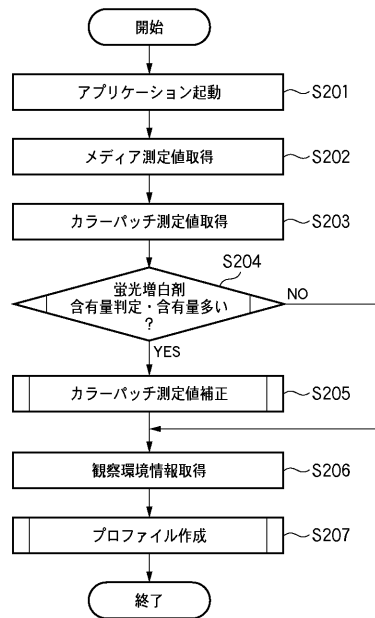 開始
アプリケーション起動 S201
メディア測定値取得 S202
カラーパッチ測定値取得 S203
S204
蛍光増白剤
含有量判定・含有量多い
?
NO
YES
カラーパッチ測定値補正 S205
観察環境情報取得 S206
プロファイル作成 S207
終了